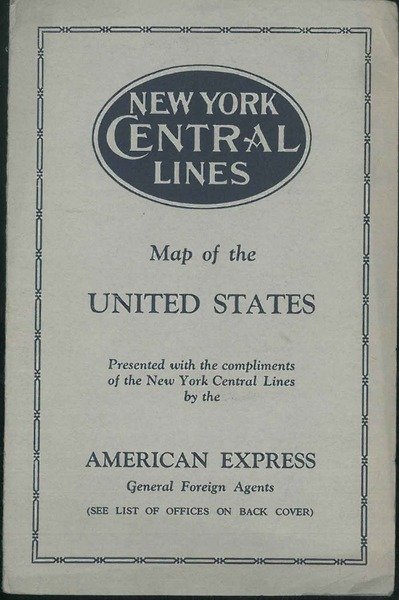 NEW YORK
CENTRAL
LINES
Map of the
UNITED STATES
Presented with the compliments
of the New York Central Lines
by the
AMERICAN EXPRESS
General Foreign Agents
(SEE LIST OF OFFICES ON BACK COVER)